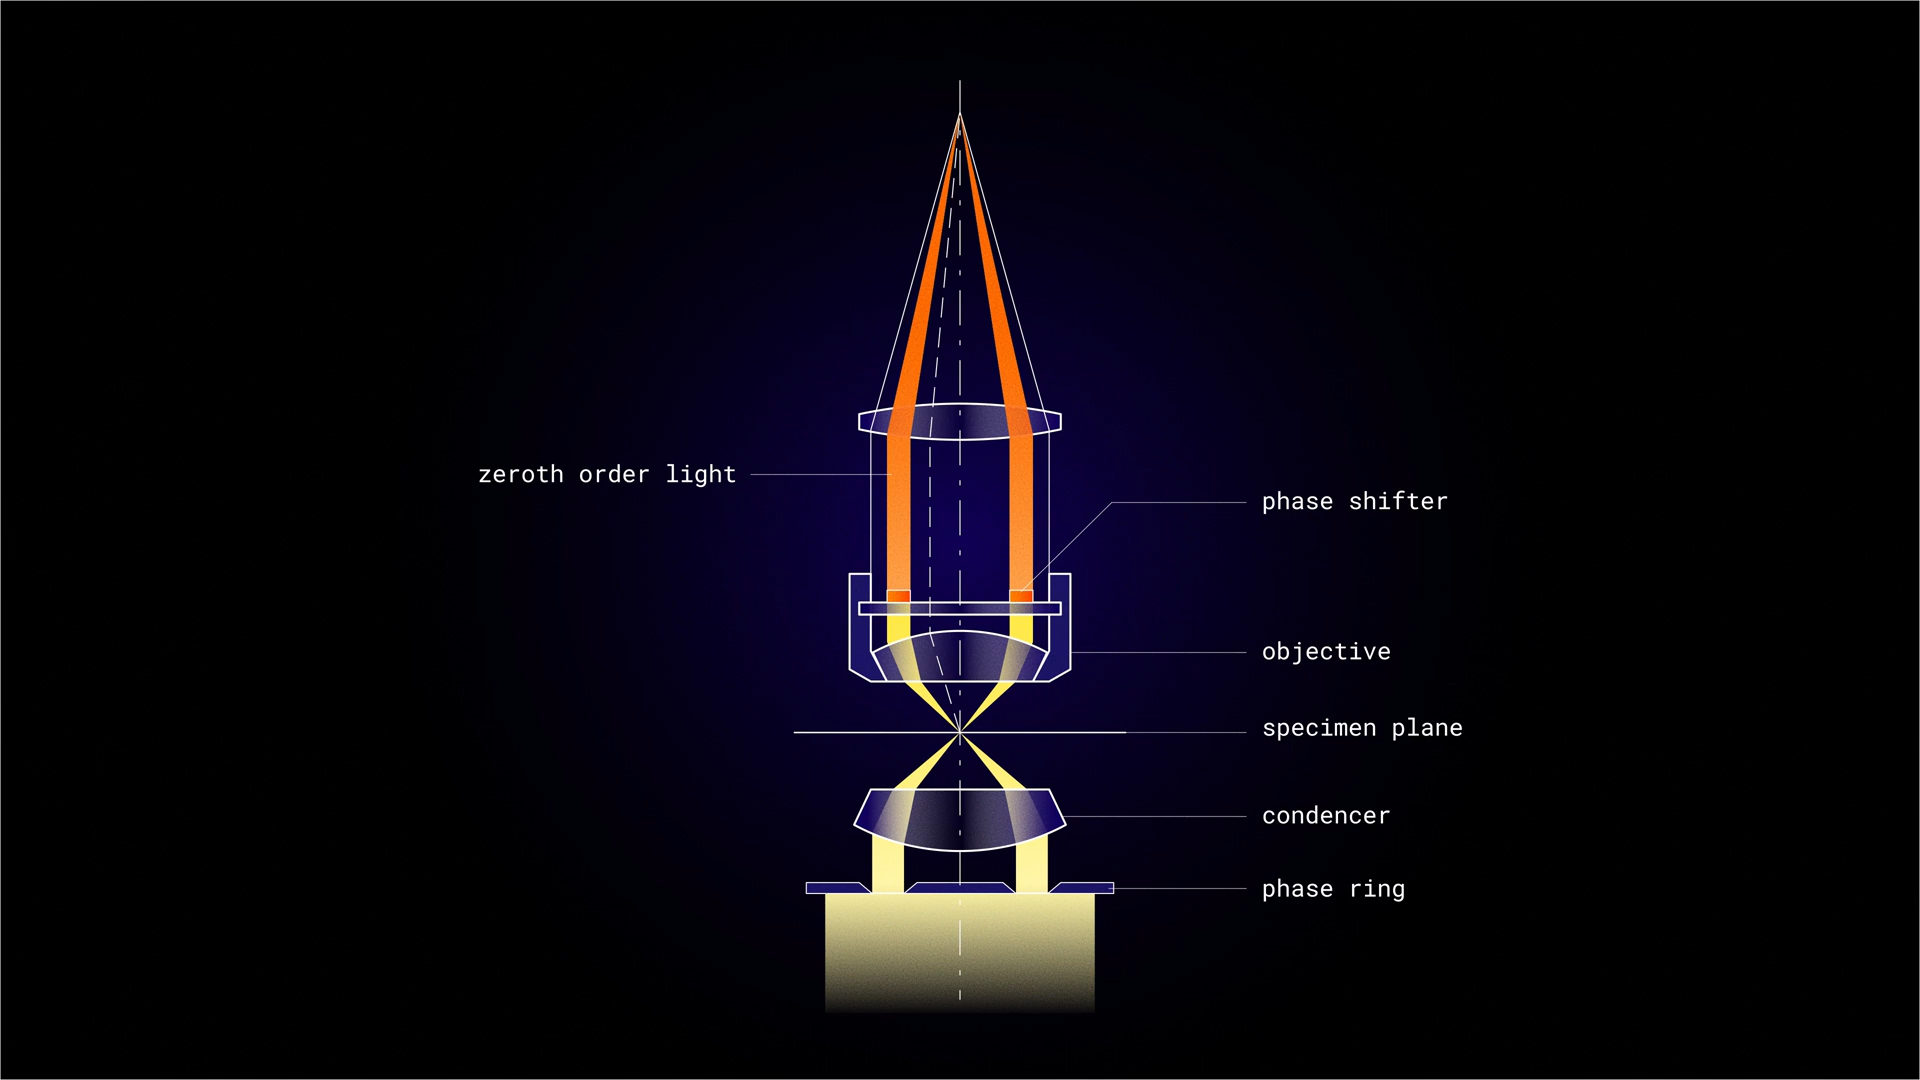 zeroth order light
phase shifter
objective
specimen plane
condencer
phase ring